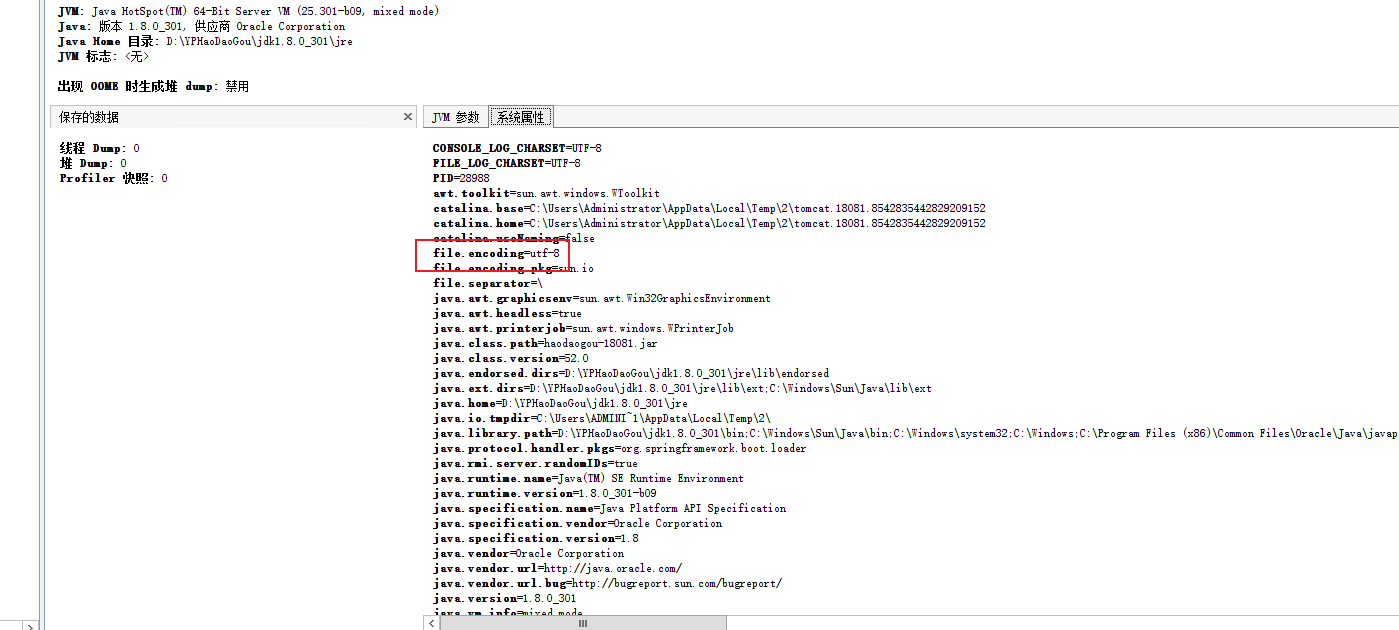 JVM: Java HotSpot(TM) 64-Bit Server VM (25.301-b09, mixed mode)
Java: 版本 1.8.0_301, 供应商 Oracle Corporation
Java Home 目录: D:\YPHaoDaoGou\jdk1.8.0_301\jre
JVM 标志: <无>
出现 OOME 时生成堆 dump: 禁用
保存的数据
线程 Dump: 0
堆 Dump: 0
Profiler 快照: 0
JVM 参数 系统属性
CONSOLE_LOG_CHARSET=UTF-8
FILE_LOG_CHARSET=UTF-8
PID=28988
awt.toolkit=sun.awt.windows.WToolkit
catalina.base=C:\Users\Administrator\AppData\Local\Temp\2\tomcat.18081.8542835442829209152
catalina.home=C:\Users\Administrator\AppData\Local\Temp\2\tomcat.18081.8542835442829209152
catalina.useNaming=false
file.encoding=utf-8
file.encoding.pkg=sun.io
file.separator=\
java.awt.graphicsenv=sun.awt.Win32GraphicsEnvironment
java.awt.headless=true
java.awt.printerjob=sun.awt.windows.WPrinterJob
java.class.path=haodaogou-18081.jar
java.class.version=52.0
java.endorsed.dirs=D:\YPHaoDaoGou\jdk1.8.0_301\jre\lib\endorsed
java.ext.dirs=D:\YPHaoDaoGou\jdk1.8.0_301\jre\lib\ext;C:\Windows\Sun\Java\lib\ext
java.home=D:\YPHaoDaoGou\jdk1.8.0_301\jre
java.io.tmpdir=C:\Users\ADMINI~1\AppData\Local\Temp\2\
java.library.path=D:\YPHaoDaoGou\jdk1.8.0_301\bin;C:\Windows\Sun\Java\bin;C:\Windows\system32;C:\Windows;C:\Program Files (x86)\Common Files\Oracle\Java\javap
java.protocol.handler.pkgs=org.springframework.boot.loader
java.rmi.server.randomIDs=true
java.runtime.name=Java(TM) SE Runtime Environment
java.runtime.version=1.8.0_301-b09
java.specification.name=Java Platform API Specification
java.specification.vendor=Oracle Corporation
java.specification.version=1.8
java.vendor=Oracle Corporation
java.vendor.url=http://java.oracle.com/
java.vendor.url.bug=http://bugreport.sun.com/bugreport/
java.version=1.8.0_301
java.vm.info=mixed mode